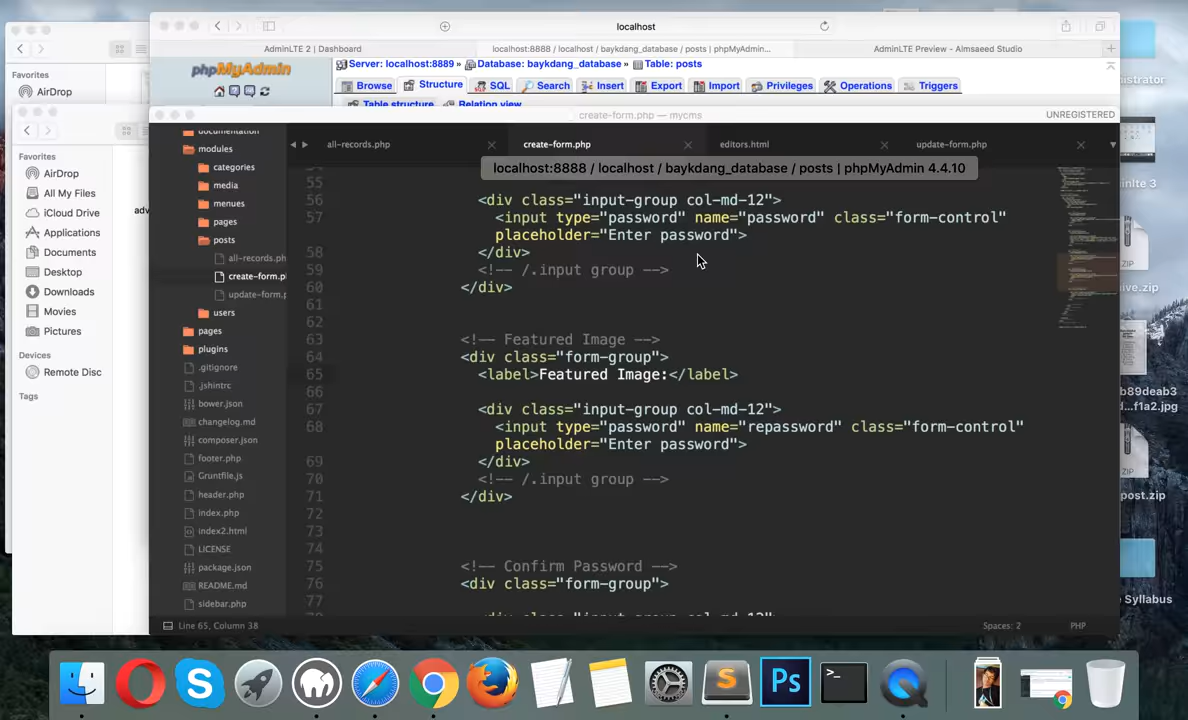 localhost
AdminLTE 2 | Dashboard
localhost:8888 / localhost / baykdang_database / posts | phpMyAdmin...
AdminLTE Preview - Almsaeed Studio
phpMyAdmin
Server: localhost:8889 » Database: baykdang_database » Table: posts
Browse Structure SQL Search Insert Export Import Privileges Operations Triggers
Table structure Relation view
Favorites
AirDrop
create-form.php — mycms
UNREGISTERED
all-records.php
create-form.php
editors.html
update-form.php
localhost:8888 / localhost / baykdang_database / posts | phpMyAdmin 4.4.10
Favorites
AirDrop
All My Files
iCloud Drive
Applications
Documents
Desktop
Downloads
Movies
Pictures
Devices
Remote Disc
Tags
adv
documentation
modules
categories
media
menues
pages
posts
all-records.ph
create-form.pl
update-form.p
users
pages
plugins
.gitignore
.jshintrc
bower.json
changelog.md
composer.json
footer.php
Gruntfile.js
header.php
index.php
index2.html
LICENSE
package.json
README.md
sidebar.php
55
56 <div class="input-group col-md-12">
57 <input type="password" name="password" class="form-control"
placeholder="Enter password">
58 </div>
59 <!-- /.input group -->
60 </div>
61
62
63 <!-- Featured Image -->
64 <div class="form-group">
65 <label>Featured Image:</label>
66
67 <div class="input-group col-md-12">
68 <input type="password" name="repassword" class="form-control"
placeholder="Enter password">
69 </div>
70 <!-- /.input group -->
71 </div>
72
73
74
75 <!-- Confirm Password -->
76 <div class="form-group">
77
<div class="input-group col-md-12">
Line 65, Column 38
Spaces: 2
PHP
istrator
inlte 3
ZIP
ive.zip
b89deab3
d...f1a2.jpg
ZIP
post.zip
e Syllabus
Ps